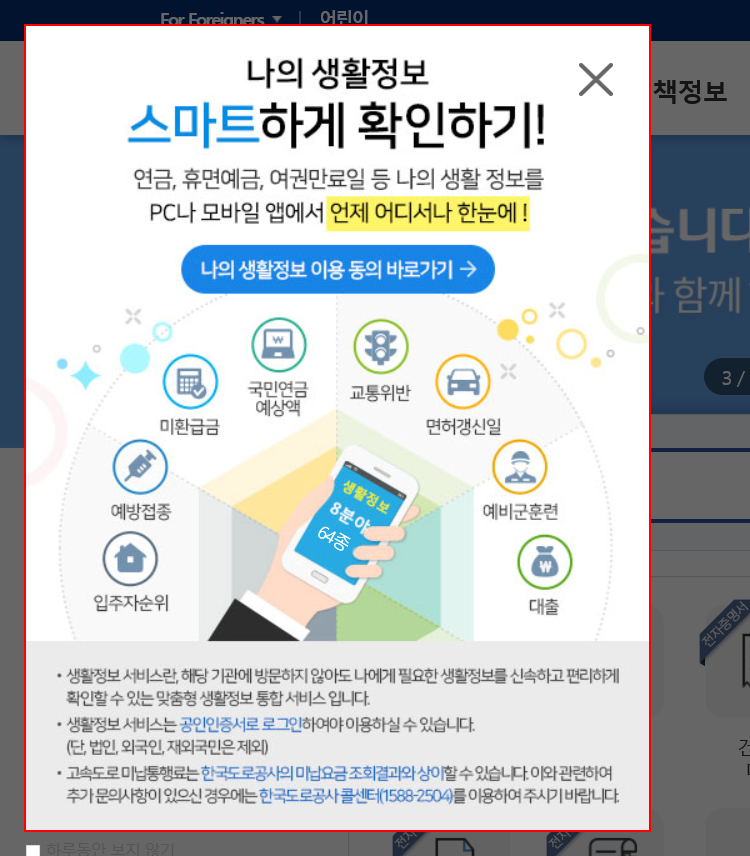 For Foreigners 어린이
나의 생활정보
스마트하게 확인하기!
책정보
연금, 휴면예금, 여권만료일 등 나의 생활 정보를
PC나 모바일 앱에서 언제 어디서나 한눈에 !
습니다
함께
나의 생활정보 이용 동의 바로가기 →
3 /
국민연금
예상액
교통위반
미환급금
면허갱신일
생활정보
8분야
64종
예방접종
예비군훈련
입주자순위
대출
전자증명서
• 생활정보 서비스란, 해당 기관에 방문하지 않아도 나에게 필요한 생활정보를 신속하고 편리하게
확인할 수 있는 맞춤형 생활정보 통합 서비스 입니다.
• 생활정보 서비스는 공인인증서로 로그인하여야 이용하실 수 있습니다.
(단, 법인, 외국인, 재외국민은 제외)
• 고속도로 미납통행료는 한국도로공사의 미납요금 조회결과와 상이할 수 있습니다. 이와 관련하여
추가 문의사항이 있으신 경우에는 한국도로공사 콜센터(1588-2504)를 이용하여 주시기 바랍니다.
하루동안 보지 않기